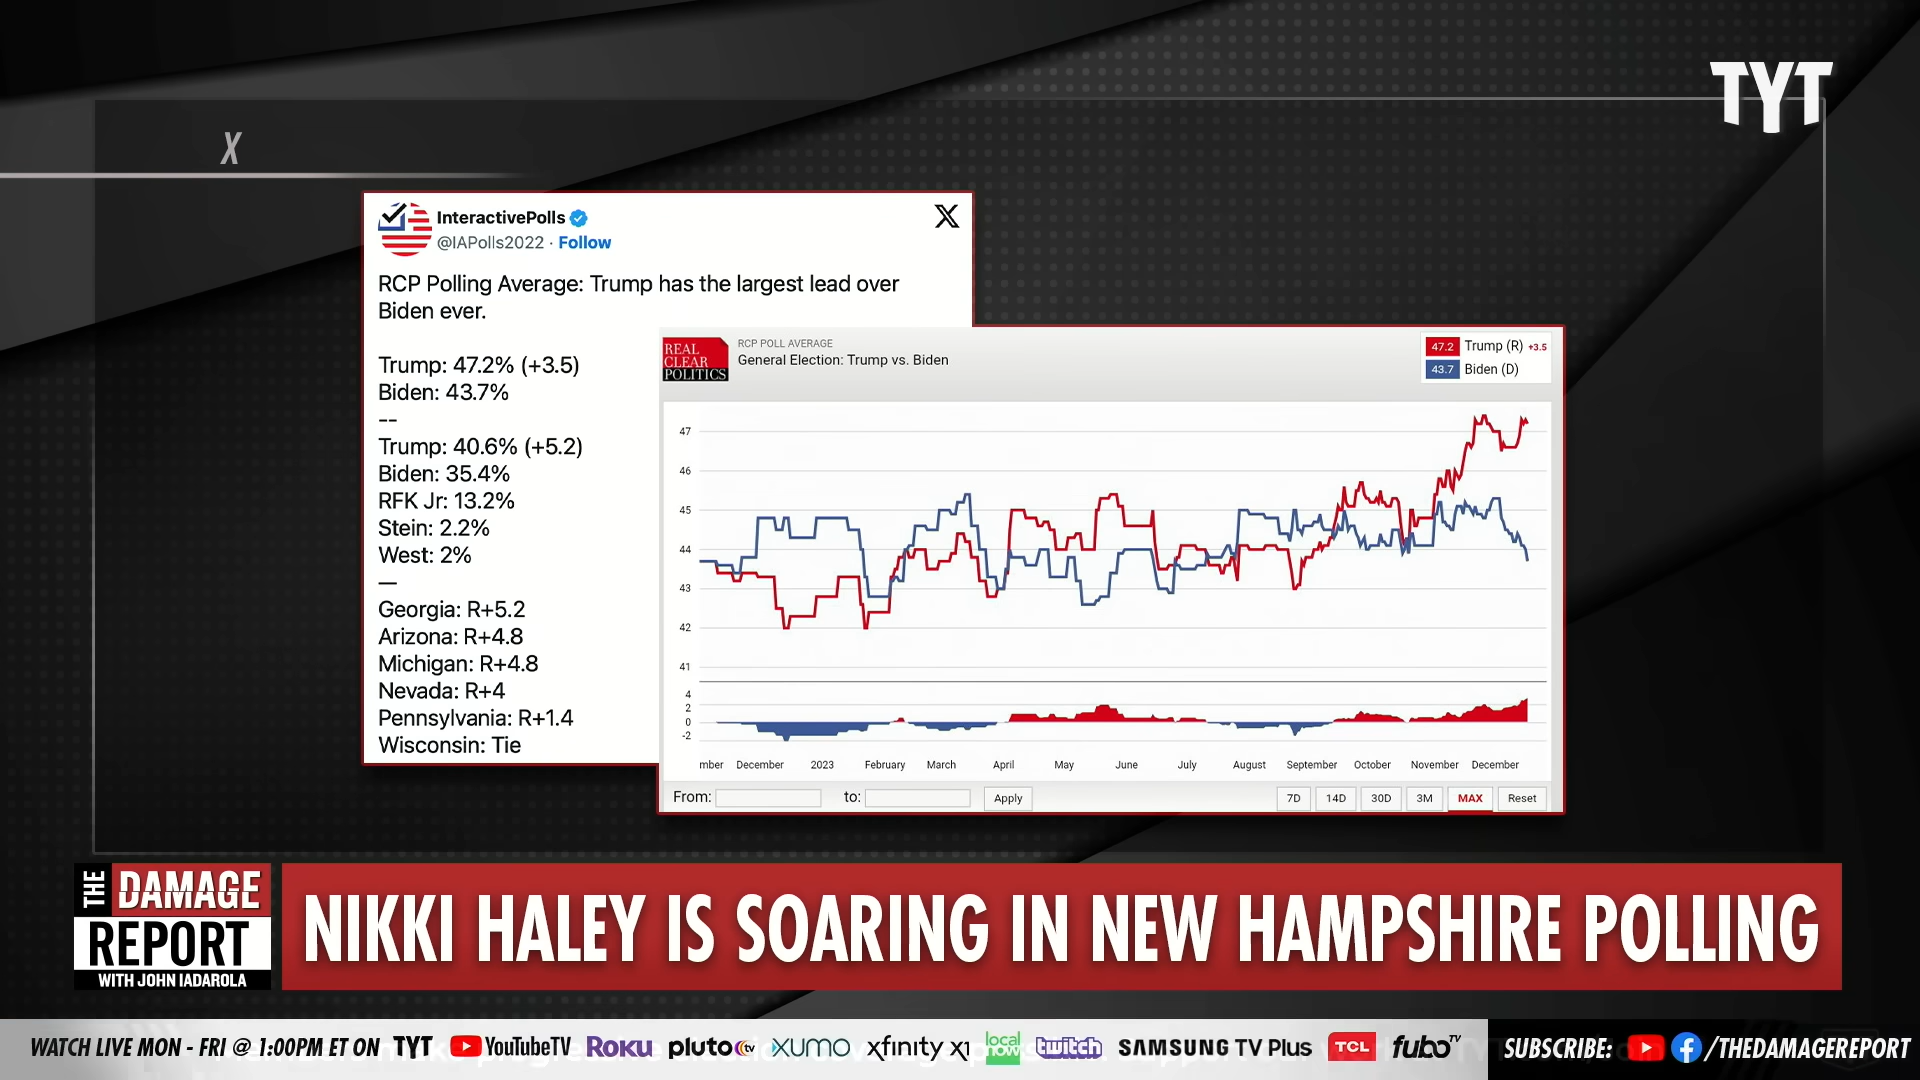 TYT
X
InteractivePolls
@IAPolls2022 · Follow
RCP Polling Average: Trump has the largest lead over
Biden ever.
Trump: 47.2% (+3.5)
Biden: 43.7%
--
Trump: 40.6% (+5.2)
Biden: 35.4%
RFK Jr: 13.2%
Stein: 2.2%
West: 2%
—
Georgia: R+5.2
Arizona: R+4.8
Michigan: R+4.8
Nevada: R+4
Pennsylvania: R+1.4
Wisconsin: Tie
REAL
CLEAR
POLITICS
RCP POLL AVERAGE
General Election: Trump vs. Biden
47.2 Trump (R) +3.5
43.7 Biden (D)
47
46
45
44
43
42
41
4
2
0
-2
mber December 2023 February March April May June July August September October November December
From: to: Apply 7D 14D 30D 3M MAX Reset
THE DAMAGE
REPORT
WITH JOHN IADAROLA
NIKKI HALEY IS SOARING IN NEW HAMPSHIRE POLLING
WATCH LIVE MON - FRI @ 1:00PM ET ON TYT YouTubeTV Roku pluto tv XUMO xfinity X1 local now twitch SAMSUNG TV Plus TCL fubo TV SUBSCRIBE: /THEDAMAGEREPORT